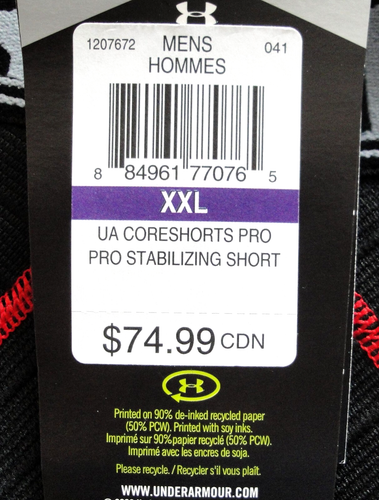 1207672 MENS 041
HOMMES
8 84961 77076 5
XXL
UA CORESHORTS PRO
PRO STABILIZING SHORT
$74.99 CDN
Printed on 90% de-inked recycled paper
(50% PCW). Printed with soy inks.
Imprimé sur 90%papier recyclé (50% PCW).
Imprimé avec les encres de soja.
Please recycle./Recycler s'il vous plaît.
WWW.UNDERARMOUR.COM